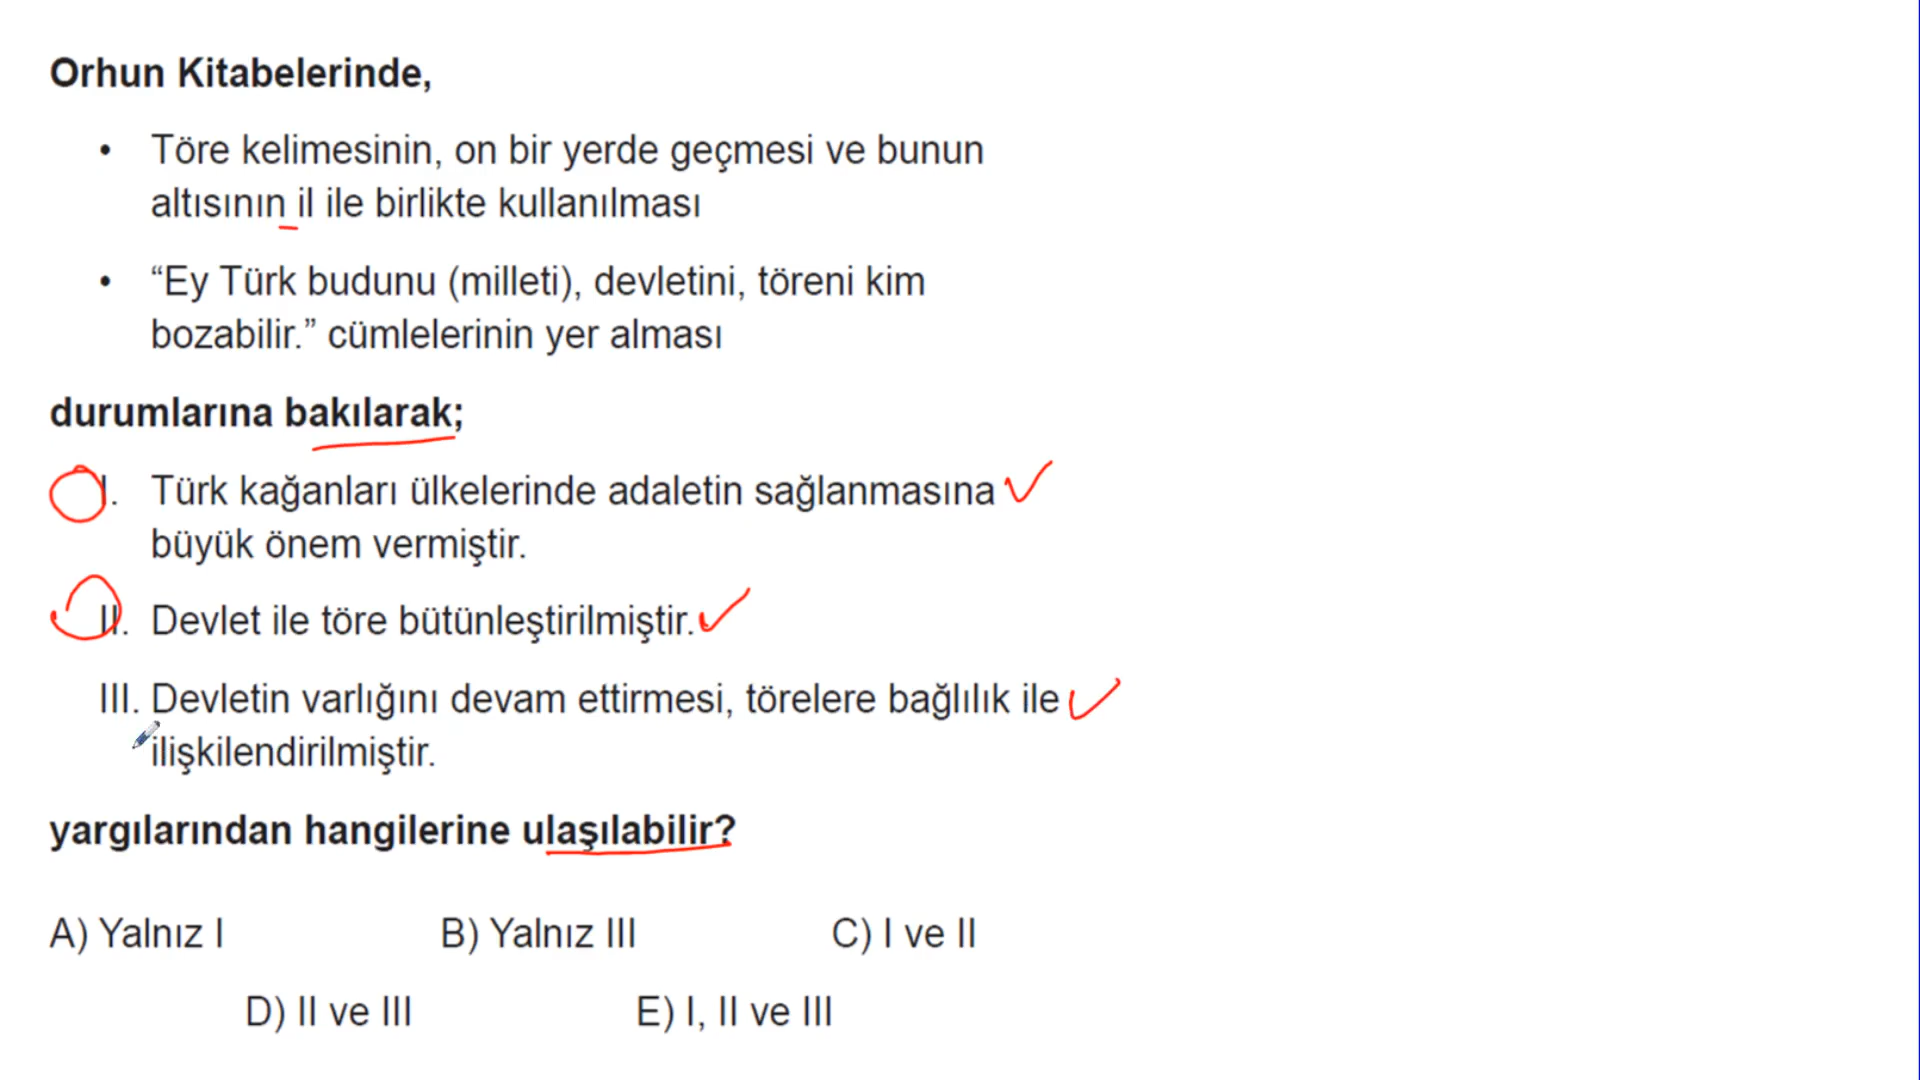 Orhun Kitabelerinde,
• Töre kelimesinin, on bir yerde geçmesi ve bunun
altısının il ile birlikte kullanılması
• “Ey Türk budunu (milleti), devletini, töreni kim
bozabilir.” cümlelerinin yer alması
durumlarına bakılarak;
I. Türk kağanları ülkelerinde adaletin sağlanmasına
büyük önem vermiştir.
II. Devlet ile töre bütünleştirilmiştir.
III. Devletin varlığını devam ettirmesi, törelere bağlılık ile
ilişkilendirilmiştir.
yargılarından hangilerine ulaşılabilir?
A) Yalnız I B) Yalnız III C) I ve II
D) II ve III E) I, II ve III